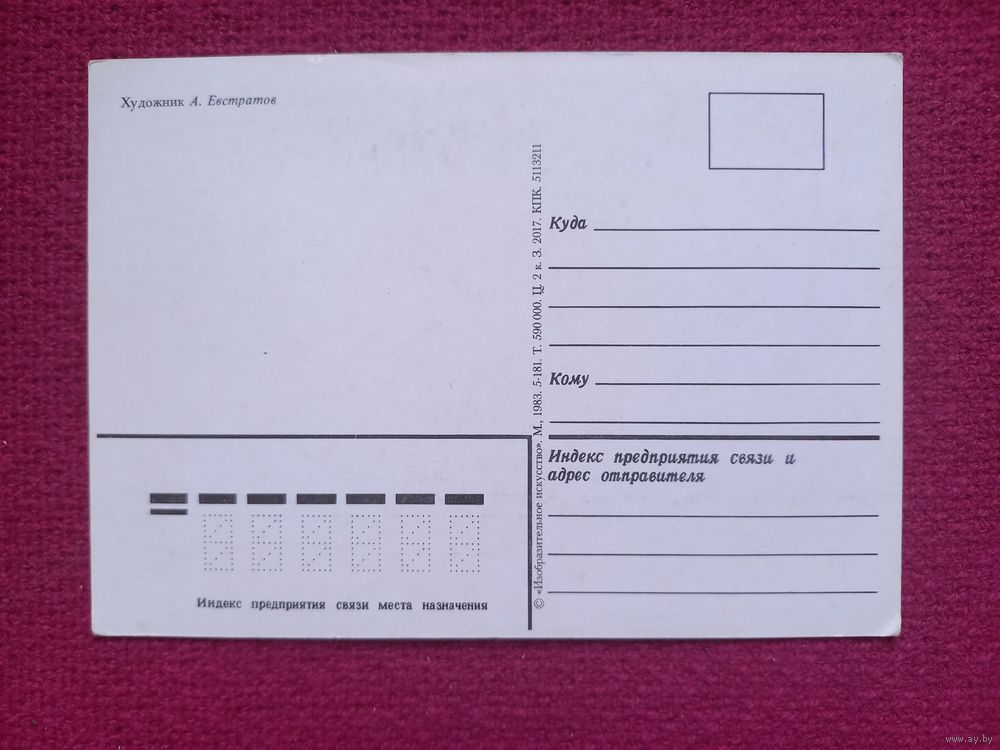 Художник А. Евстратов
© «Изобразительное искусство». М., 1983. 5-181. Т. 590 000. Ц. 2 к. З. 2017. КПК. 5113211
Куда
Кому
Индекс предприятия связи и
адрес отправителя
Индекс предприятия связи места назначения
www.ay.by